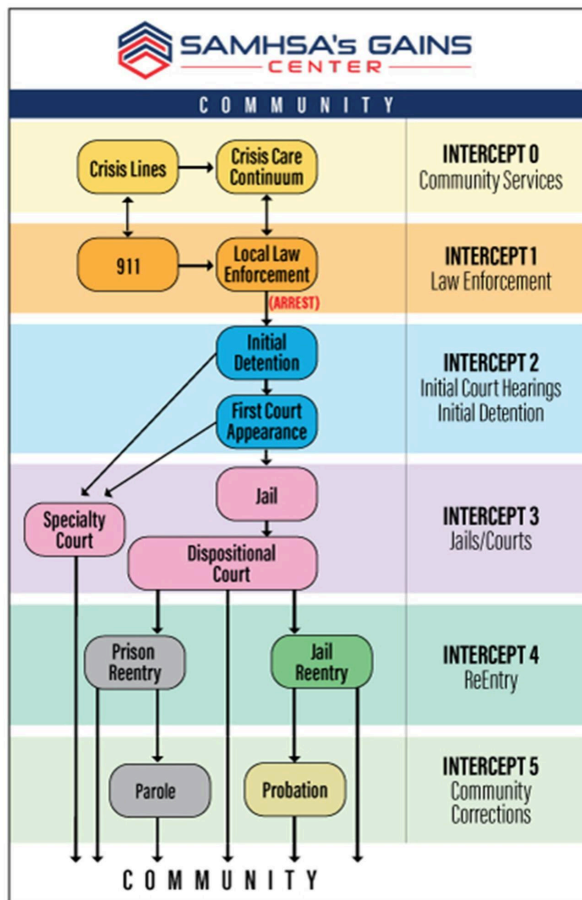 SAMHSA's GAINS
CENTER
COMMUNITY
Crisis Lines
Crisis Care
Continuum
INTERCEPT 0
Community Services
911
Local Law
Enforcement
INTERCEPT 1
Law Enforcement
(ARREST)
Initial
Detention
First Court
Appearance
INTERCEPT 2
Initial Court Hearings
Initial Detention
Jail
Specialty
Court
Dispositional
Court
INTERCEPT 3
Jails/Courts
Prison
Reentry
Jail
Reentry
INTERCEPT 4
ReEntry
Parole
Probation
INTERCEPT 5
Community
Corrections
COMMUNITY